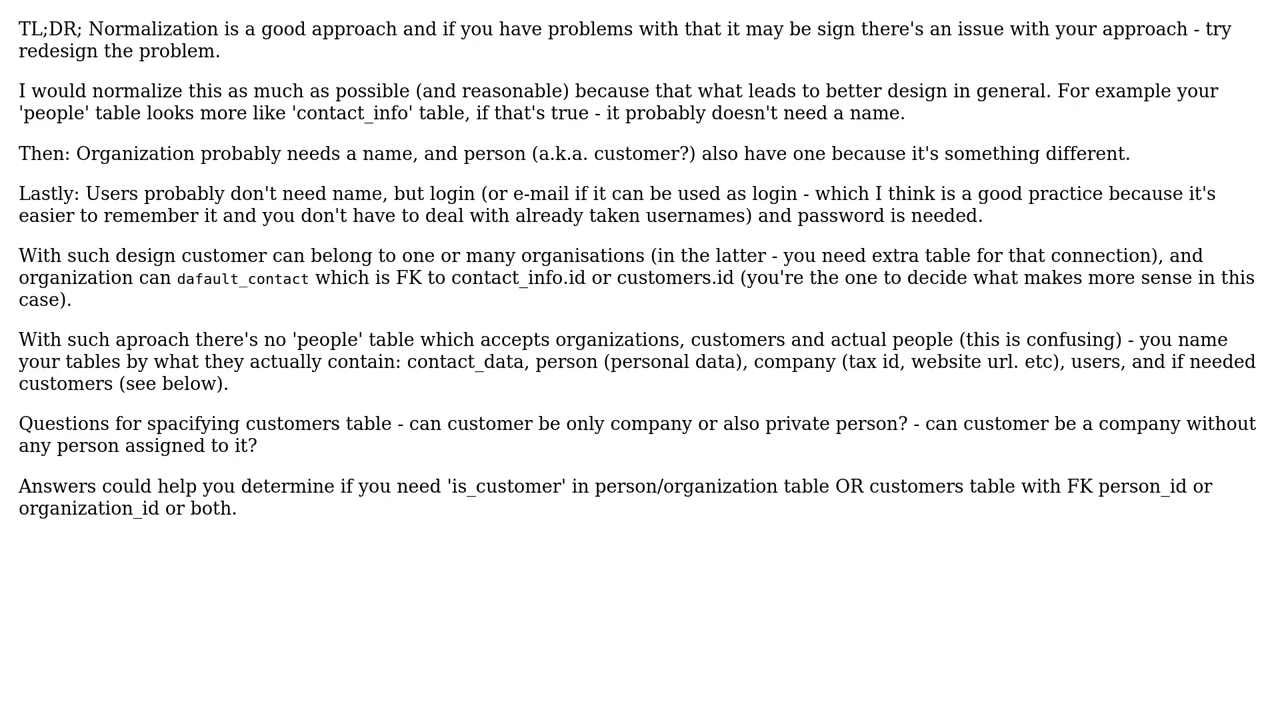 TL;DR; Normalization is a good approach and if you have problems with that it may be sign there's an issue with your approach - try
redesign the problem.
I would normalize this as much as possible (and reasonable) because that what leads to better design in general. For example your
'people' table looks more like 'contact_info' table, if that's true - it probably doesn't need a name.
Then: Organization probably needs a name, and person (a.k.a. customer?) also have one because it's something different.
Lastly: Users probably don't need name, but login (or e-mail if it can be used as login - which I think is a good practice because it's
easier to remember it and you don't have to deal with already taken usernames) and password is needed.
With such design customer can belong to one or many organisations (in the latter - you need extra table for that connection), and
organization can dafault_contact which is FK to contact_info.id or customers.id (you're the one to decide what makes more sense in this
case).
With such aproach there's no 'people' table which accepts organizations, customers and actual people (this is confusing) - you name
your tables by what they actually contain: contact_data, person (personal data), company (tax id, website url. etc), users, and if needed
customers (see below).
Questions for spacifying customers table - can customer be only company or also private person? - can customer be a company without
any person assigned to it?
Answers could help you determine if you need 'is_customer' in person/organization table OR customers table with FK person_id or
organization_id or both.